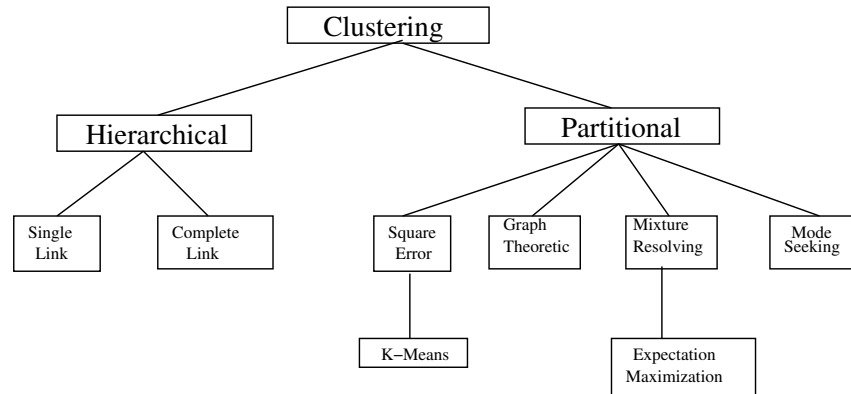 Clustering
Hierarchical
Partitional
Single
Link
Complete
Link
Square
Error
Graph
Theoretic
Mixture
Resolving
Mode
Seeking
K−Means
Expectation
Maximization